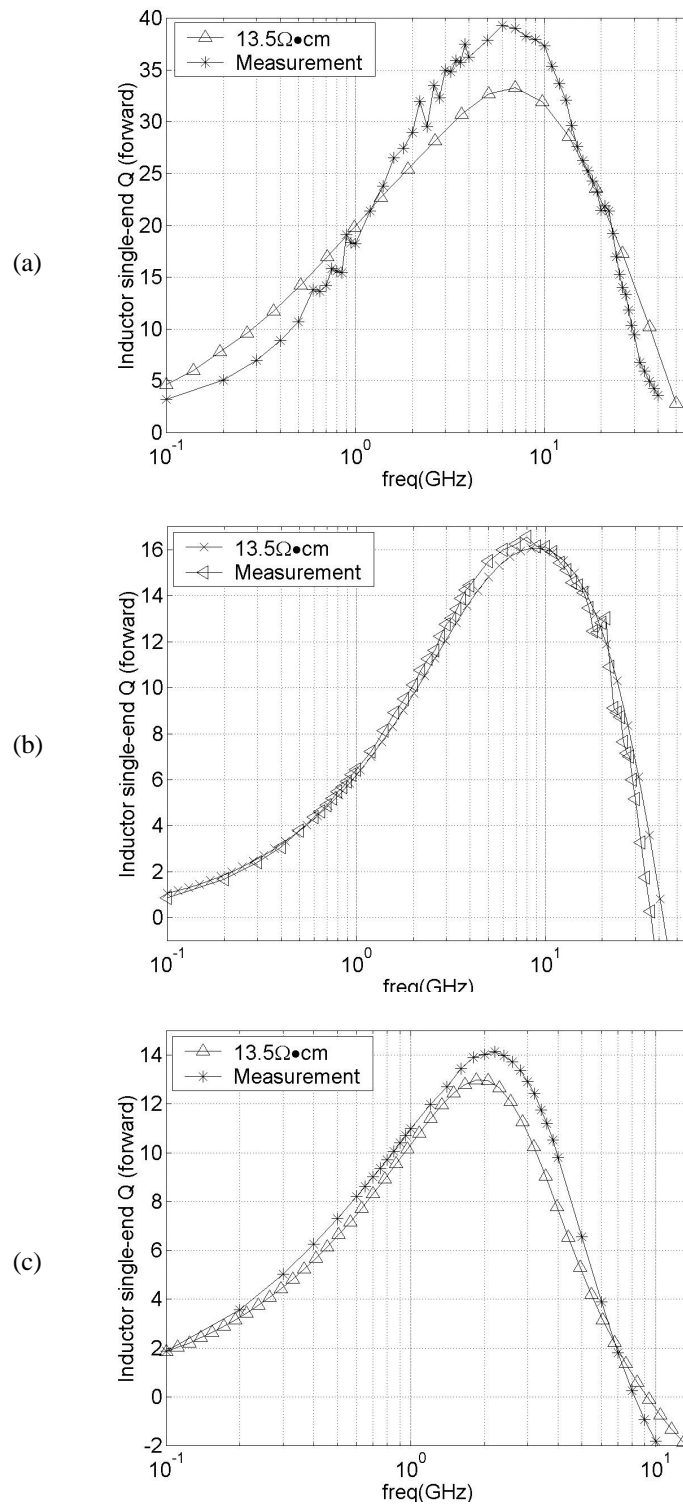 (a)
Inductor single-end Q (forward)
13.5Ω•cm
Measurement
40
35
30
25
20
15
10
5
0
10^-1
10^0
10^1
freq(GHz)
(b)
Inductor single-end Q (forward)
13.5Ω•cm
Measurement
16
14
12
10
8
6
4
2
0
10^-1
10^0
10^1
freq(GHz)
(c)
Inductor single-end Q (forward)
13.5Ω•cm
Measurement
14
12
10
8
6
4
2
0
-2
10^-1
10^0
10^1
freq(GHz)